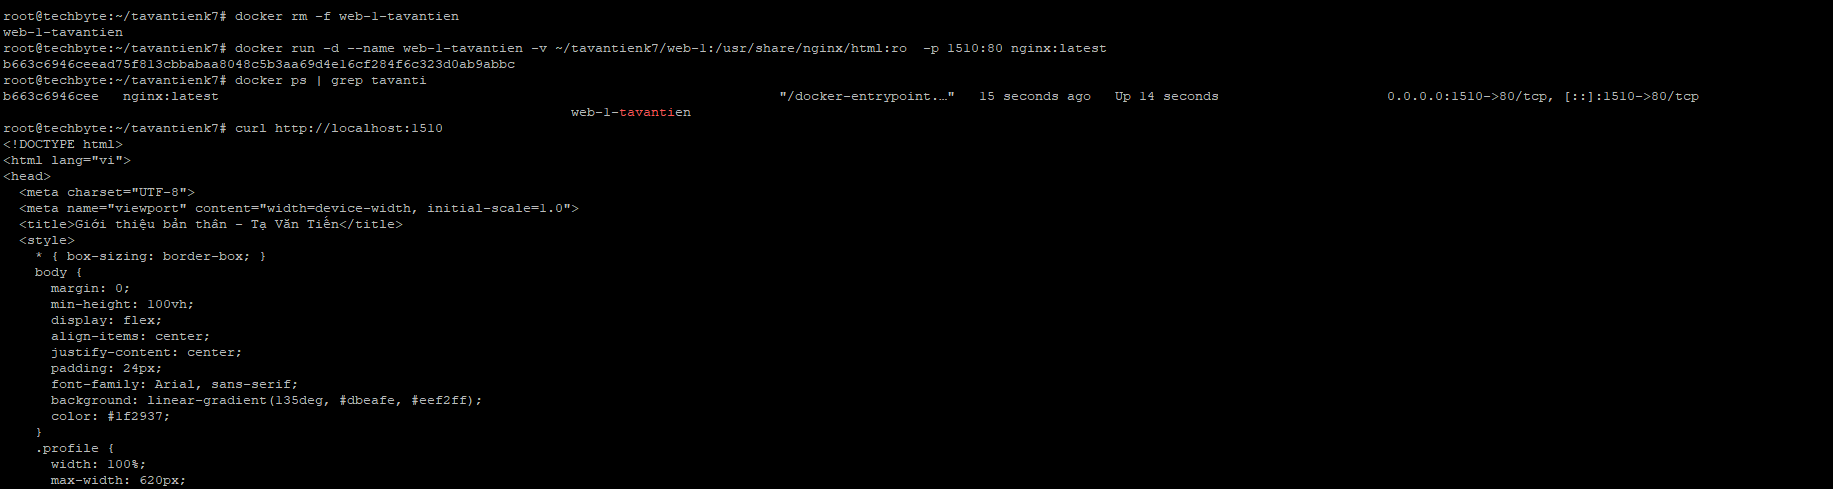 root@techbyte:~/tavantienk7# docker rm -f web-1-tavantien
web-1-tavantien
root@techbyte:~/tavantienk7# docker run -d --name web-1-tavantien -v ~/tavantienk7/web-1:/usr/share/nginx/html:ro  -p 1510:80 nginx:latest
b663c6946ceead75f813cbbabaa8048c5b3aa69d4e16cf284f6c323d0ab9abbc
root@techbyte:~/tavantienk7# docker ps | grep tavanti
b663c6946cee   nginx:latest   "/docker-entrypoint.…"   15 seconds ago   Up 14 seconds   0.0.0.0:1510->80/tcp, [::]:1510->80/tcp
web-1-tavantien
root@techbyte:~/tavantienk7# curl http://localhost:1510
<!DOCTYPE html>
<html lang="vi">
<head>
  <meta charset="UTF-8">
  <meta name="viewport" content="width=device-width, initial-scale=1.0">
  <title>Giới thiệu bản thân - Tạ Văn Tiến</title>
  <style>
    * { box-sizing: border-box; }
    body {
      margin: 0;
      min-height: 100vh;
      display: flex;
      align-items: center;
      justify-content: center;
      padding: 24px;
      font-family: Arial, sans-serif;
      background: linear-gradient(135deg, #dbeafe, #eef2ff);
      color: #1f2937;
    }
    .profile {
      width: 100%;
      max-width: 620px;